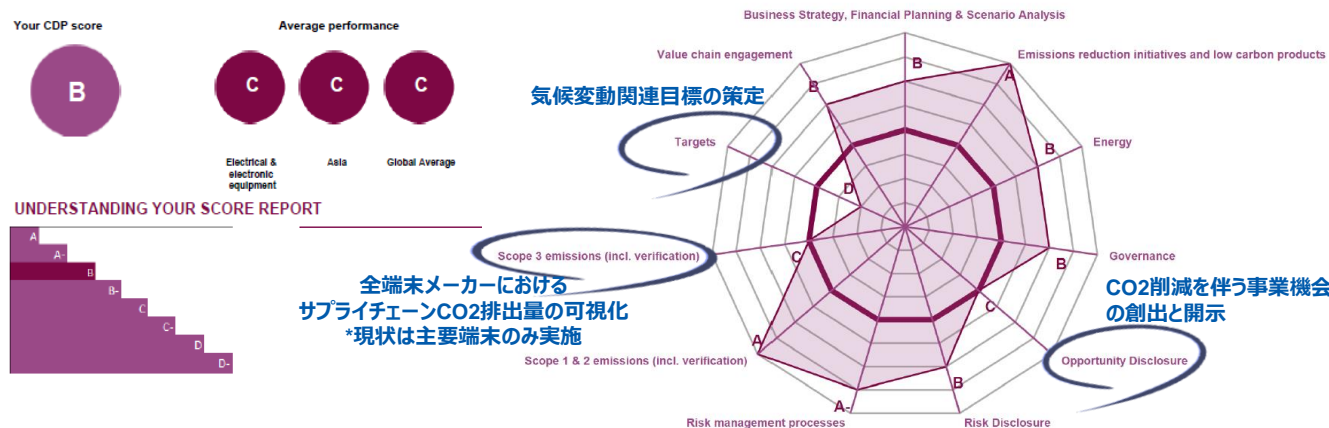 Your CDP score
B
Average performance
C
C
C
Electrical &
electronic
equipment
Asia
Global Average
UNDERSTANDING YOUR SCORE REPORT
A
A-
B
B-
C
C-
D
D-
Business Strategy, Financial Planning & Scenario Analysis
Value chain engagement
Emissions reduction initiatives and low carbon products
B
A
B
気候変動関連目標の策定
Targets
B
Energy
D
Scope 3 emissions (incl. verification)
C
B
Governance
全端末メーカーにおける
サプライチェーンCO2排出量の可視化
*現状は主要端末のみ実施
CO2削減を伴う事業機会
の創出と開示
C
A
Scope 1 & 2 emissions (incl. verification)
Opportunity Disclosure
B
A-
Risk management processes
Risk Disclosure